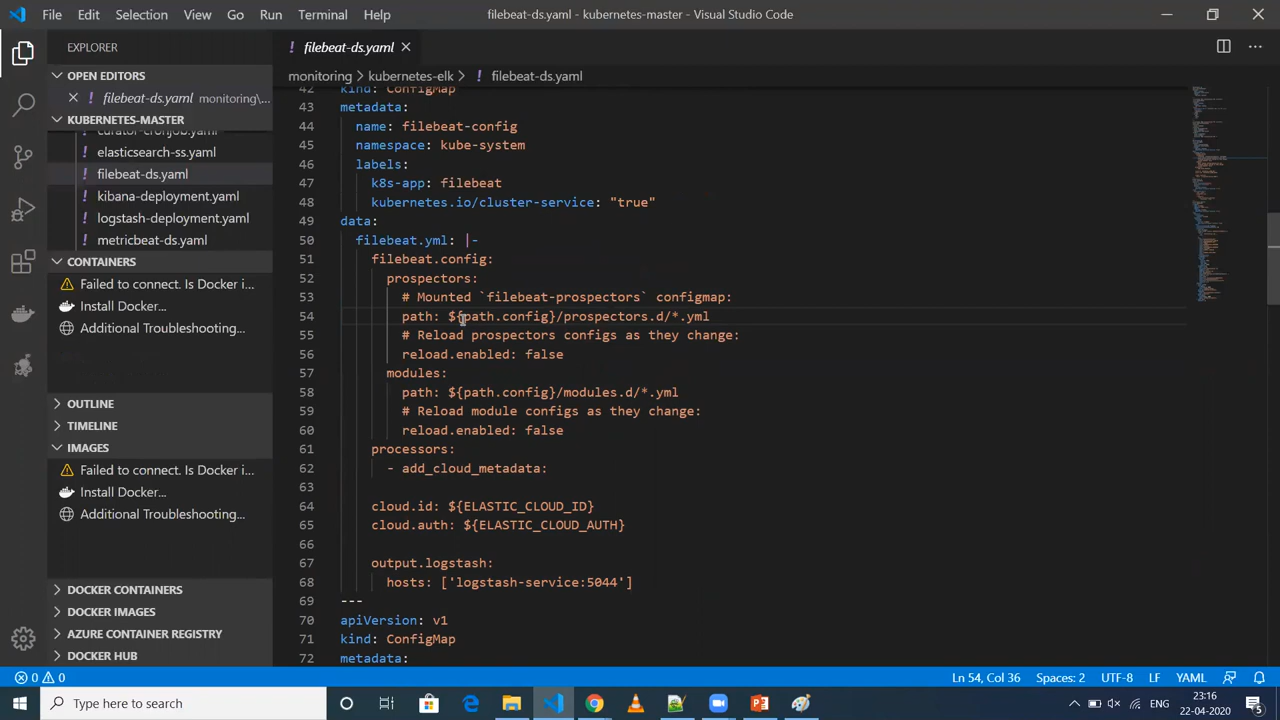 File Edit Selection View Go Run Terminal Help
filebeat-ds.yaml - kubernetes-master - Visual Studio Code
EXPLORER
OPEN EDITORS
filebeat-ds.yaml monitoring\...
KUBERNETES-MASTER
curator-cronjob.yaml
elasticsearch-ss.yaml
filebeat-ds.yaml
kibana-deployment.yaml
logstash-deployment.yaml
metricbeat-ds.yaml
CONTAINERS
Failed to connect. Is Docker i...
Install Docker...
Additional Troubleshooting...
OUTLINE
TIMELINE
IMAGES
Failed to connect. Is Docker i...
Install Docker...
Additional Troubleshooting...
DOCKER CONTAINERS
DOCKER IMAGES
AZURE CONTAINER REGISTRY
DOCKER HUB
! filebeat-ds.yaml
monitoring > kubernetes-elk > ! filebeat-ds.yaml
42 kind: ConfigMap
43 metadata:
44 name: filebeat-config
45 namespace: kube-system
46 labels:
47 k8s-app: filebeat
48 kubernetes.io/cluster-service: "true"
49 data:
50 filebeat.yml: |-
51 filebeat.config:
52 prospectors:
53 # Mounted `filebeat-prospectors` configmap:
54 path: ${path.config}/prospectors.d/*.yml
55 # Reload prospectors configs as they change:
56 reload.enabled: false
57 modules:
58 path: ${path.config}/modules.d/*.yml
59 # Reload module configs as they change:
60 reload.enabled: false
61 processors:
62 - add_cloud_metadata:
63
64 cloud.id: ${ELASTIC_CLOUD_ID}
65 cloud.auth: ${ELASTIC_CLOUD_AUTH}
66
67 output.logstash:
68 hosts: ['logstash-service:5044']
69 ---
70 apiVersion: v1
71 kind: ConfigMap
72 metadata:
0 0
Ln 54, Col 36 Spaces: 2 UTF-8 LF YAML
Type here to search
ENG
23:16
22-04-2020
5